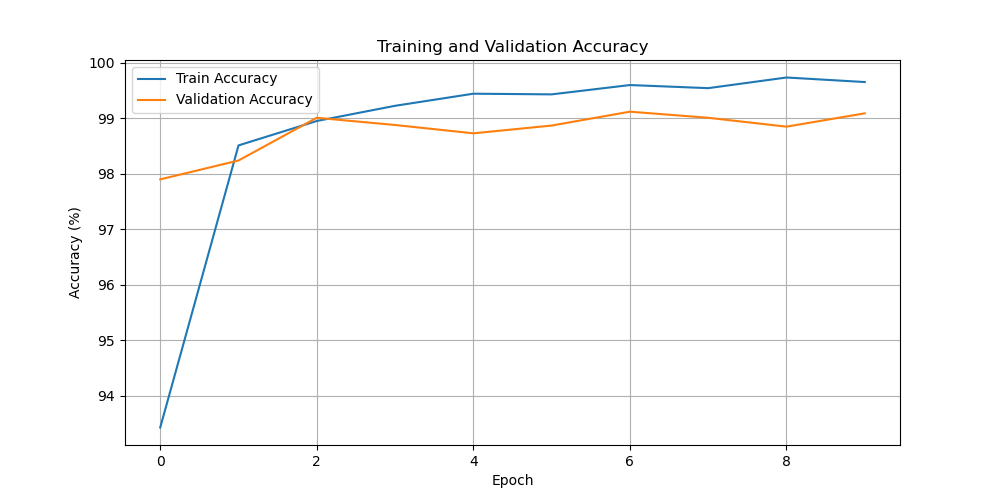 Training and Validation Accuracy
Train Accuracy
Validation Accuracy
Accuracy (%)
100
99
98
97
96
95
94
0 2 4 6 8
Epoch